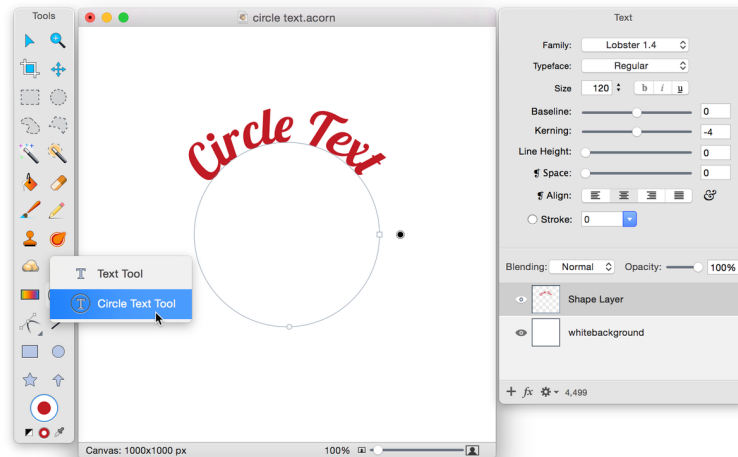 Tools
circle text.acorn
Circle Text
T Text Tool
T Circle Text Tool
Canvas: 1000x1000 px
100%
Text
Family: Lobster 1.4
Typeface: Regular
Size 120 b i u
Baseline: 0
Kerning: -4
Line Height: 0
¶ Space: 0
¶ Align:
Stroke: 0
Blending: Normal Opacity: 100%
Shape Layer
whitebackground
+ fx 4,499